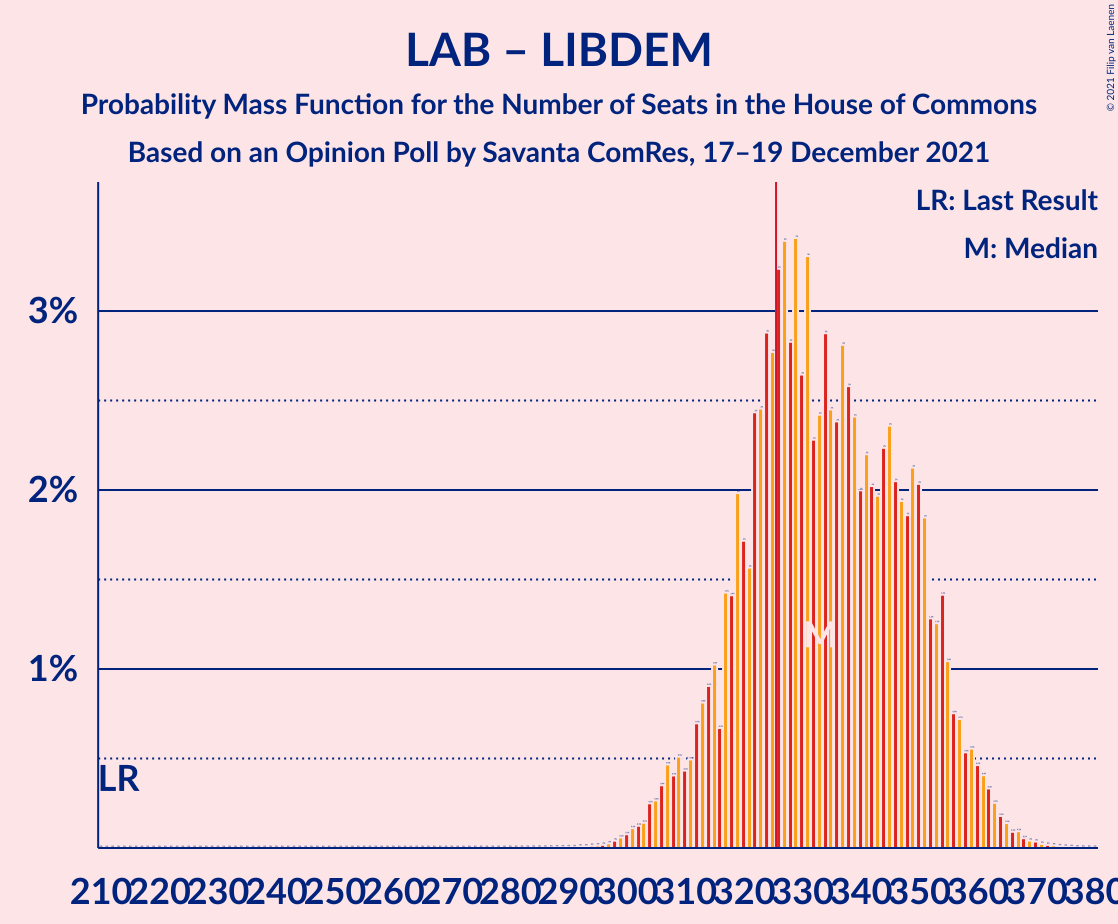 LAB – LIBDEM
Probability Mass Function for the Number of Seats in the House of Commons
Based on an Opinion Poll by Savanta ComRes, 17–19 December 2021
© 2021 Filip van Laenen
LR: Last Result
M: Median
3%
2%
1%
LR
M
210 220 230 240 250 260 270 280 290 300 310 320 330 340 350 360 370 380